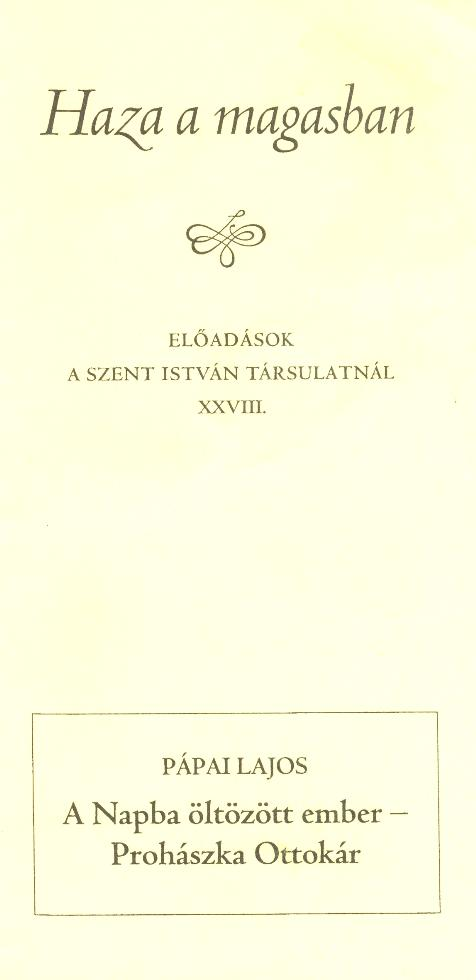 Haza a magasban
ELŐADÁSOK
A SZENT ISTVÁN TÁRSULATNÁL
XXVIII.
PÁPAI LAJOS
A Napba öltözött ember –
Prohászka Ottokár